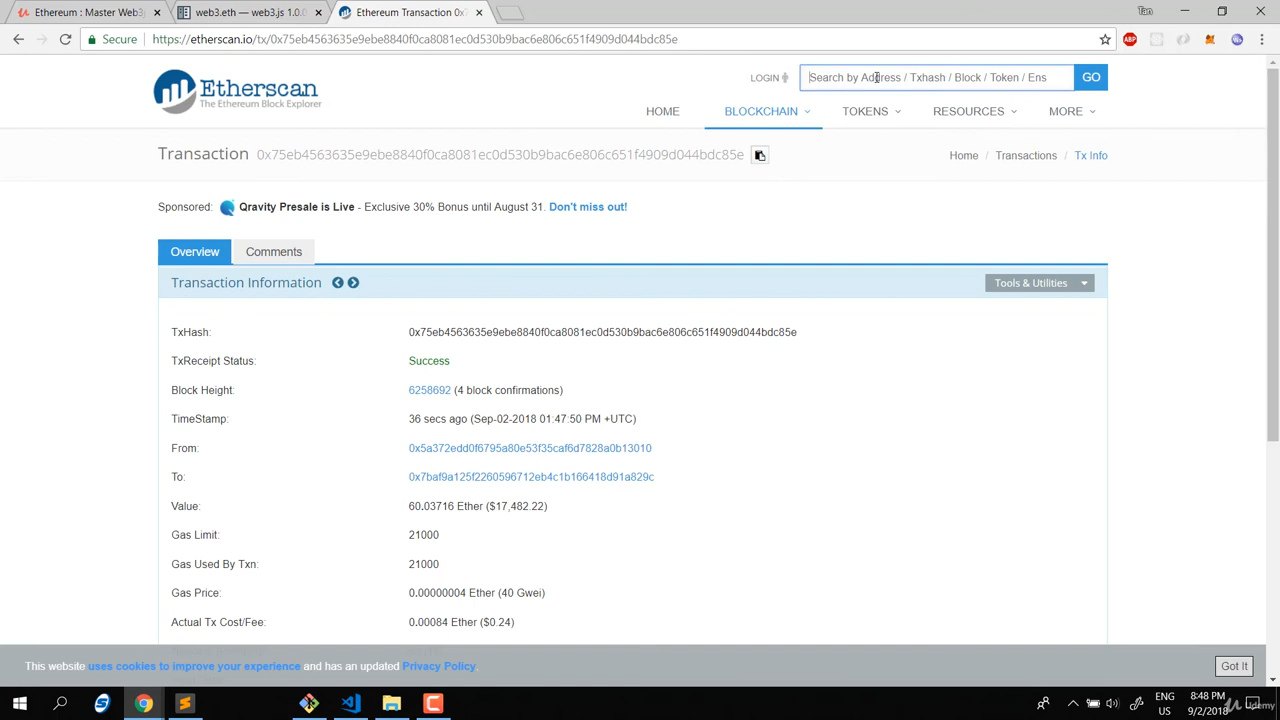 Ethereum : Master Web3
web3.eth — web3.js 1.0.0
Ethereum Transaction 0x7
Secure
https://etherscan.io/tx/0x75eb4563635e9ebe8840f0ca8081ec0d530b9bac6e806c651f4909d044bdc85e
ABP
Etherscan
The Ethereum Block Explorer
LOGIN
Search by Address / Txhash / Block / Token / Ens
GO
HOME
BLOCKCHAIN
TOKENS
RESOURCES
MORE
Transaction 0x75eb4563635e9ebe8840f0ca8081ec0d530b9bac6e806c651f4909d044bdc85e
Home / Transactions / Tx Info
Sponsored: Qravity Presale is Live - Exclusive 30% Bonus until August 31. Don't miss out!
Overview
Comments
Transaction Information
Tools & Utilities
TxHash: 0x75eb4563635e9ebe8840f0ca8081ec0d530b9bac6e806c651f4909d044bdc85e
TxReceipt Status: Success
Block Height: 6258692 (4 block confirmations)
TimeStamp: 36 secs ago (Sep-02-2018 01:47:50 PM +UTC)
From: 0x5a372edd0f6795a80e53f35caf6d7828a0b13010
To: 0x7baf9a125f2260596712eb4c1b166418d91a829c
Value: 60.03716 Ether ($17,482.22)
Gas Limit: 21000
Gas Used By Txn: 21000
Gas Price: 0.00000004 Ether (40 Gwei)
Actual Tx Cost/Fee: 0.00084 Ether ($0.24)
This website uses cookies to improve your experience and has an updated Privacy Policy.
Got It
ENG
US
8:48 PM
9/2/2018
Udemy